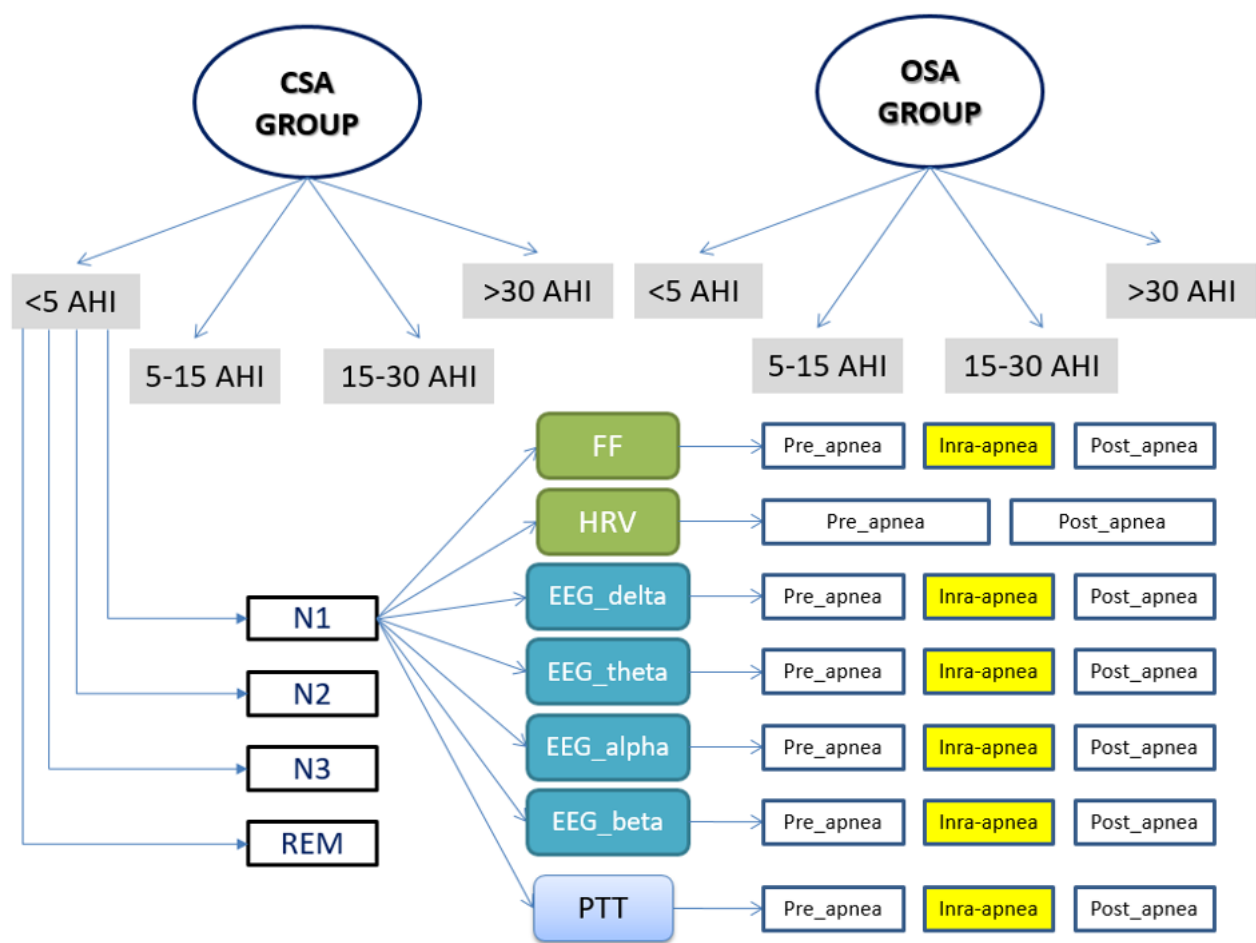 CSA
GROUP
OSA
GROUP
<5 AHI
5-15 AHI
15-30 AHI
>30 AHI
<5 AHI
5-15 AHI
15-30 AHI
>30 AHI
N1
N2
N3
REM
FF
Pre_apnea
Inra-apnea
Post_apnea
HRV
Pre_apnea
Post_apnea
EEG_delta
Pre_apnea
Inra-apnea
Post_apnea
EEG_theta
Pre_apnea
Inra-apnea
Post_apnea
EEG_alpha
Pre_apnea
Inra-apnea
Post_apnea
EEG_beta
Pre_apnea
Inra-apnea
Post_apnea
PTT
Pre_apnea
Inra-apnea
Post_apnea